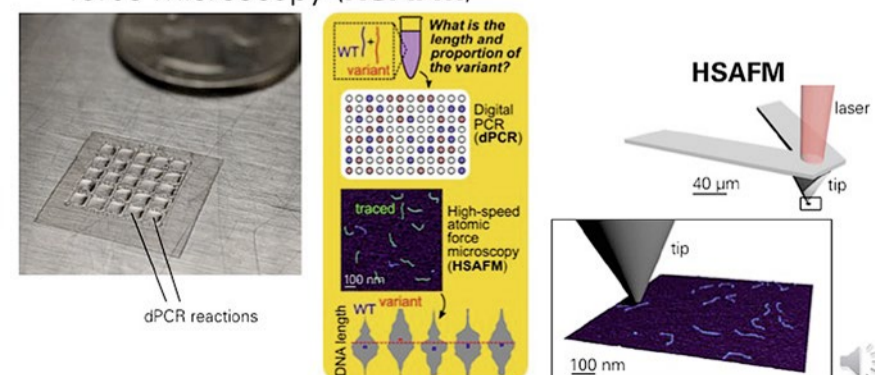 dPCR reactions
WT
variant
What is the
length and
proportion of
the variant?
Digital
PCR
(dPCR)
traced
100 nm
High-speed
atomic
force
microscopy
(HSAFM)
WT variant
DNA length
HSAFM
laser
40 µm
tip
tip
100 nm